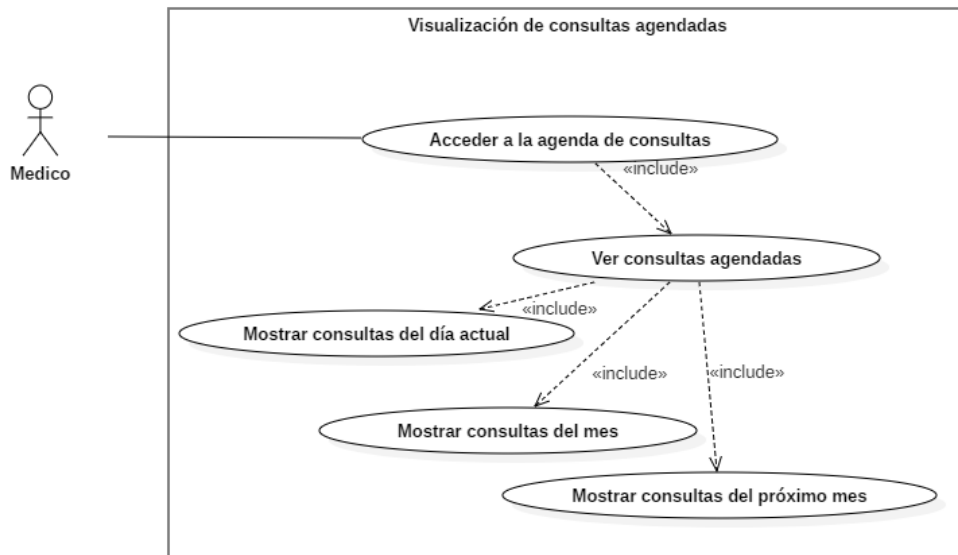 Visualización de consultas agendadas
Medico
Acceder a la agenda de consultas
«include»
Ver consultas agendadas
«include»
Mostrar consultas del día actual
«include»
«include»
Mostrar consultas del mes
Mostrar consultas del próximo mes